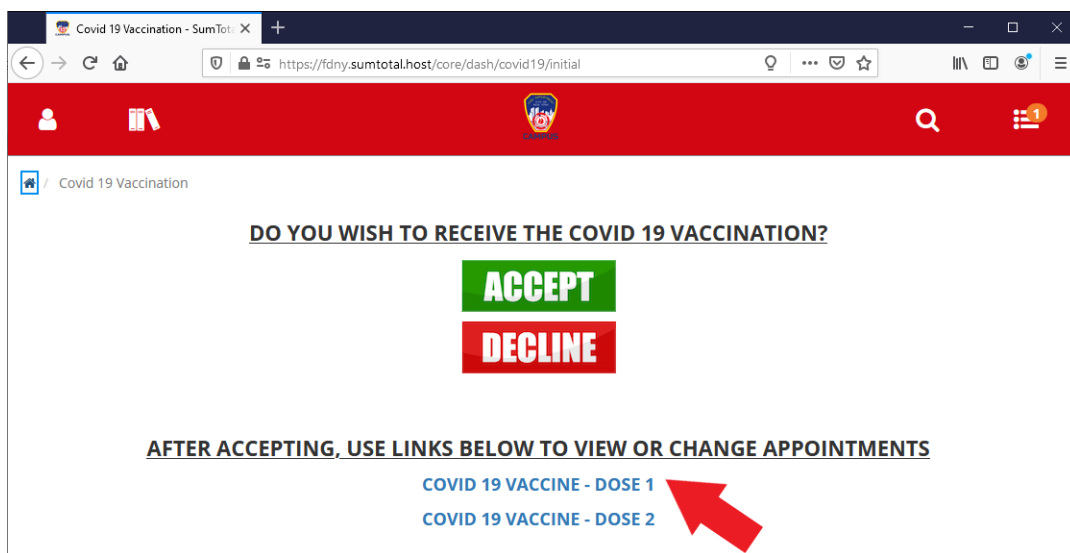 Covid 19 Vaccination - SumTot
https://fdny.sumtotal.host/core/dash/covid19/initial
CAMPUS
1
/ Covid 19 Vaccination
DO YOU WISH TO RECEIVE THE COVID 19 VACCINATION?
ACCEPT
DECLINE
AFTER ACCEPTING, USE LINKS BELOW TO VIEW OR CHANGE APPOINTMENTS
COVID 19 VACCINE - DOSE 1
COVID 19 VACCINE - DOSE 2